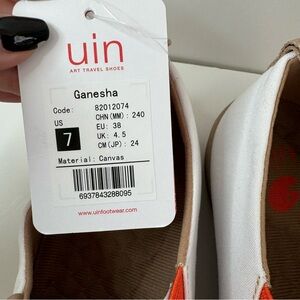 uin
ART TRAVEL SHOES
Ganesha
Code: 82012074
US CHN(MM): 240
7 EU: 38
UK: 4.5
CM(JP): 24
Material: Canvas
6937843288095
www.uinfootwear.com